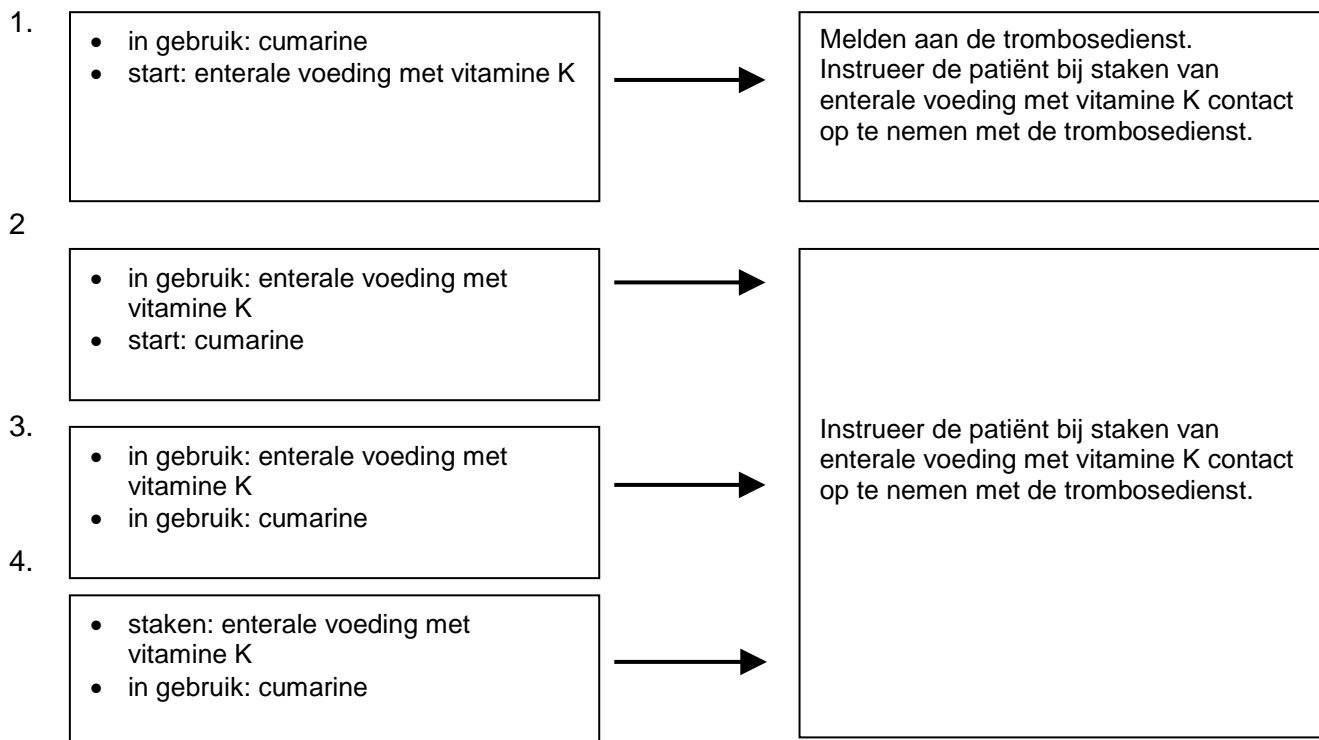 1.
• in gebruik: cumarine
• start: enterale voeding met vitamine K
Melden aan de trombosedienst.
Instrueer de patiënt bij staken van
enterale voeding met vitamine K contact
op te nemen met de trombosedienst.
2
• in gebruik: enterale voeding met
vitamine K
• start: cumarine
3.
• in gebruik: enterale voeding met
vitamine K
• in gebruik: cumarine
Instrueer de patiënt bij staken van
enterale voeding met vitamine K contact
op te nemen met de trombosedienst.
4.
• staken: enterale voeding met
vitamine K
• in gebruik: cumarine